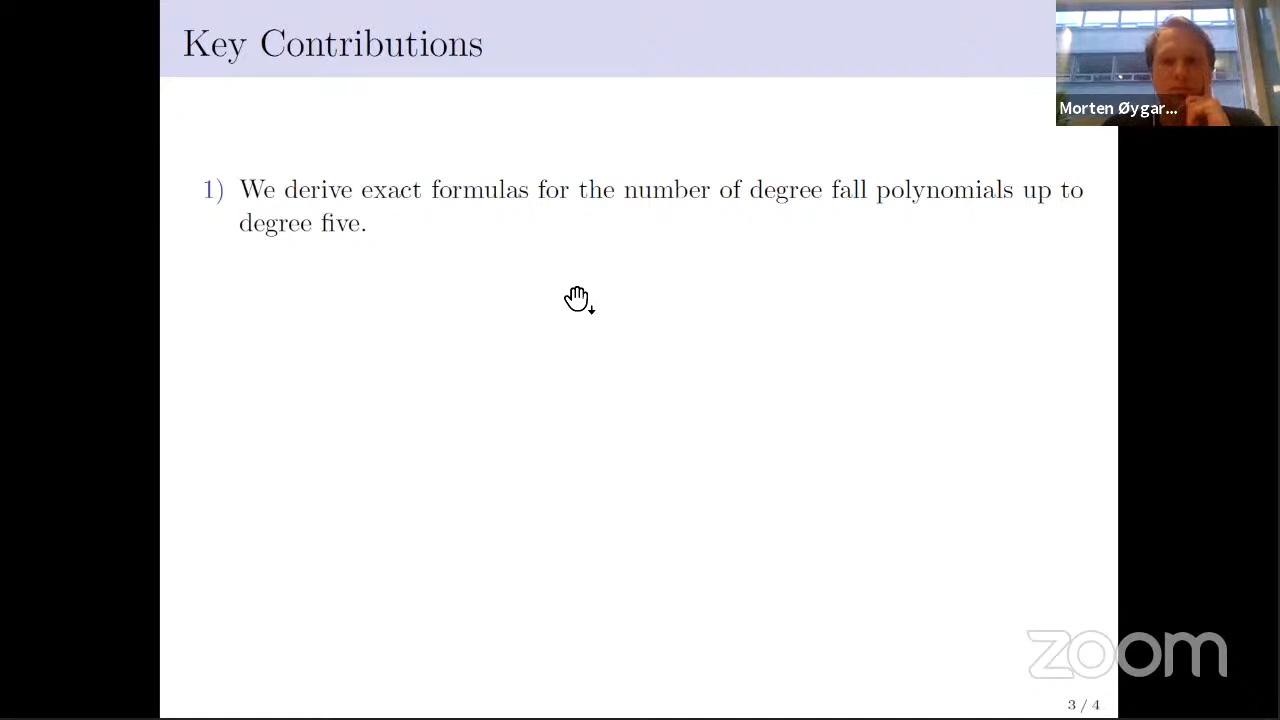 Key Contributions
Morten Øygar...
1) We derive exact formulas for the number of degree fall polynomials up to
degree five.
zoom
3 / 4